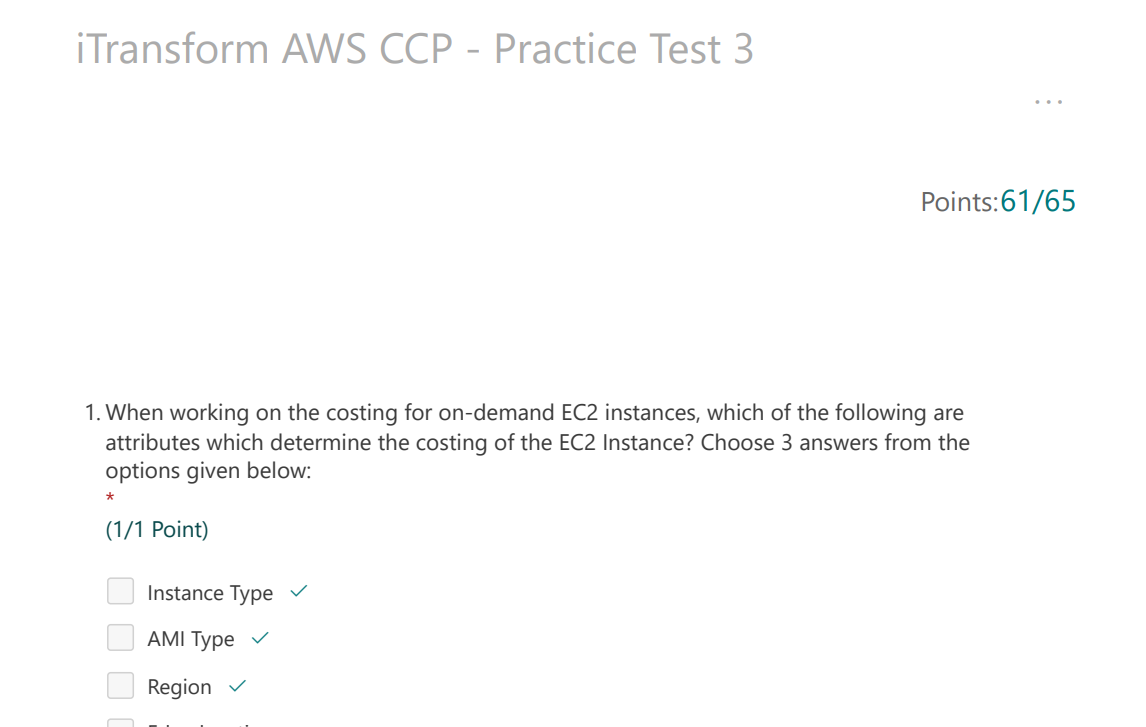 iTransform AWS CCP - Practice Test 3
...
Points:61/65
1. When working on the costing for on-demand EC2 instances, which of the following are
attributes which determine the costing of the EC2 Instance? Choose 3 answers from the
options given below:
*
(1/1 Point)
Instance Type
AMI Type
Region